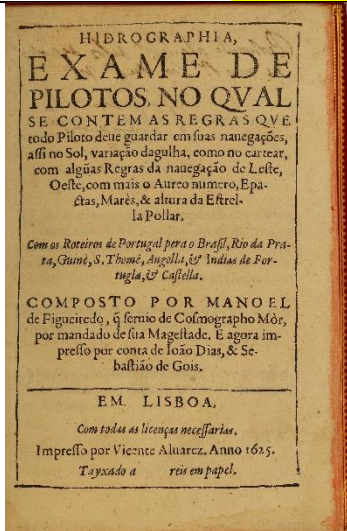 HIDROGRAPHIA,
EXAME DE
PILOTOS, NO QVAL
SE CONTEM AS REGRAS QVE
todo Piloto deue guardar em suas nauegações,
aſſi no Sol, variação dagulha, como no cartear,
com algũas Regras da nauegação de Leſte,
Oeſte, com mais o Aureo numero, Epa-
ctas, Marès, & altura da Eſtrel-
la Pollar.
Com os Roteiros de Portugal pera o Braſil, Rio da Pra-
ta, Guinè, S. Thomè, Angolla, & Indias de Por-
tugla, & Caſtella.
COMPOSTO POR MANOEL
de Figueiredo, q̃ ſeruio de Coſmographo Mòr,
por mandado de ſua Mageſtade. E agora im-
preſſo por conta de Ioão Dias, & Se-
baſtião de Gois.
EM LISBOA,
Com todas as licenças neceſſarias.
Impreſſo por Vicente Aluarez. Anno 1625.
Tayxado a reis em papel.